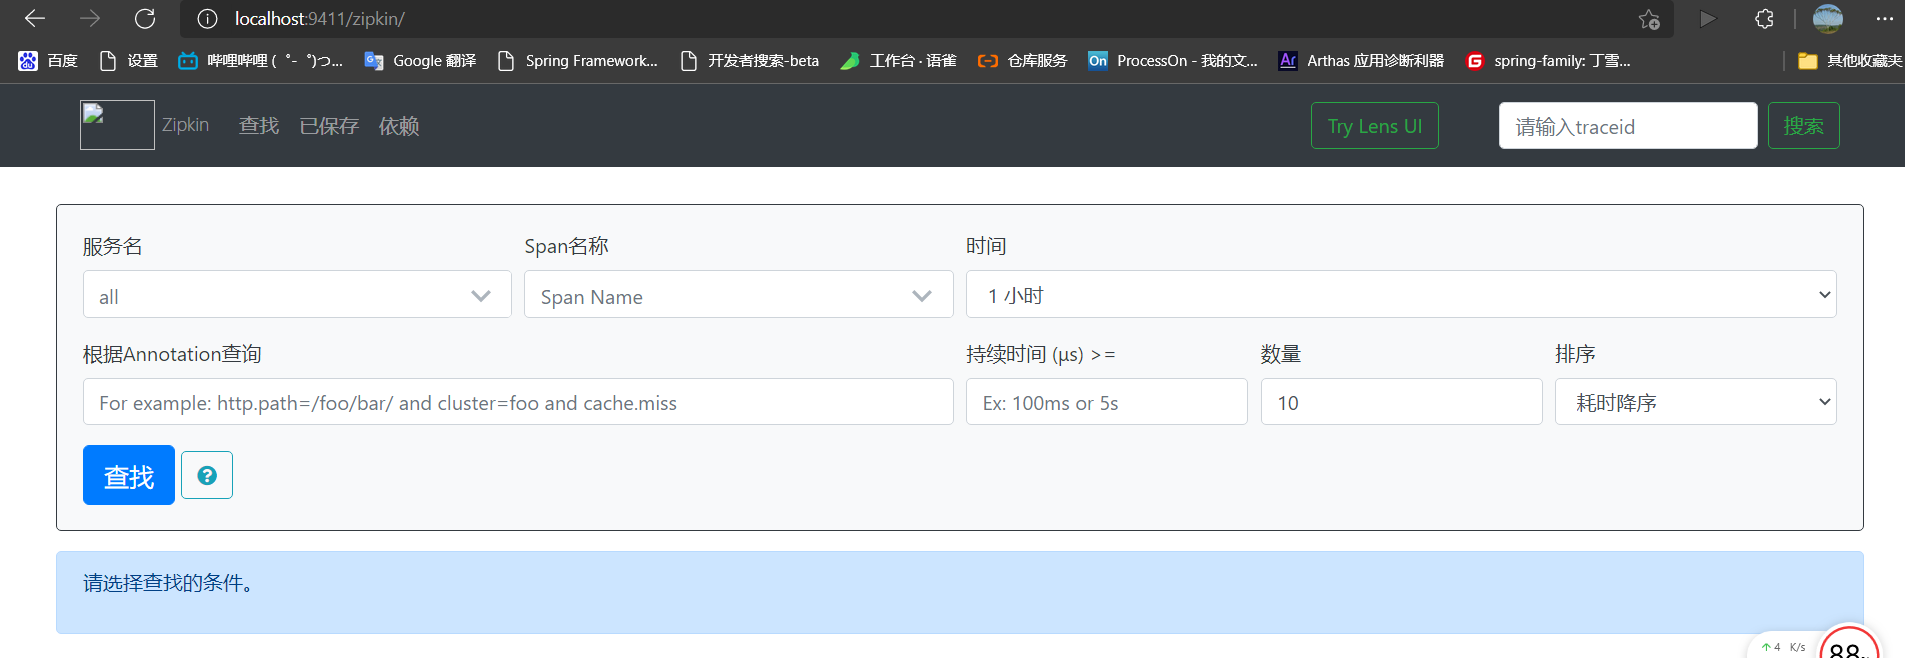 localhost:9411/zipkin/
百度 设置 哔哩哔哩 ( ゜- ゜)つ... Google 翻译 Spring Framework... 开发者搜索-beta 工作台 · 语雀 仓库服务 On ProcessOn - 我的文... Ar Arthas 应用诊断利器 G spring-family: 丁雪... 其他收藏夹
Zipkin 查找 已保存 依赖 Try Lens UI 请输入traceid 搜索
服务名 Span名称 时间
all Span Name 1 小时
根据Annotation查询 持续时间 (μs) >= 数量 排序
For example: http.path=/foo/bar/ and cluster=foo and cache.miss Ex: 100ms or 5s 10 耗时降序
查找 ?
请选择查找的条件。
↑ 4 K/s 88